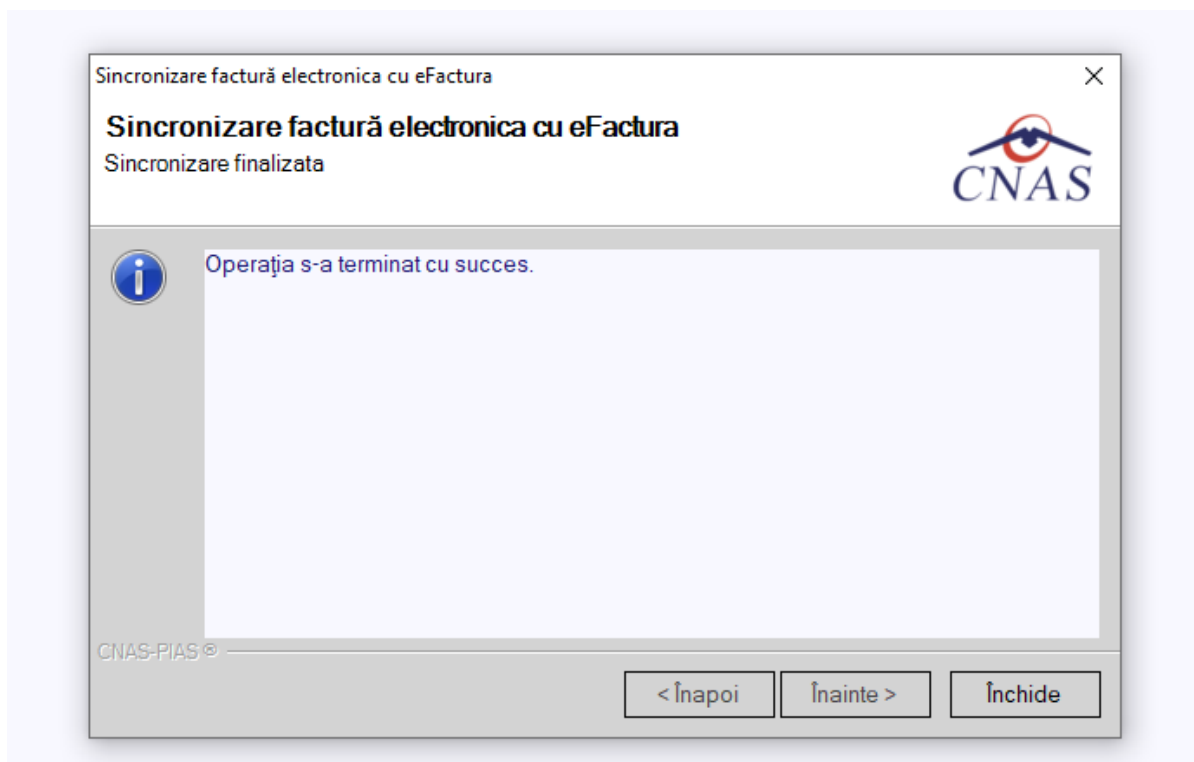 Sincronizare factură electronica cu eFactura
Sincronizare factură electronica cu eFactura
Sincronizare finalizata
CNAS
Operaţia s-a terminat cu succes.
CNAS-PIAS ®
< Înapoi
Înainte >
Închide